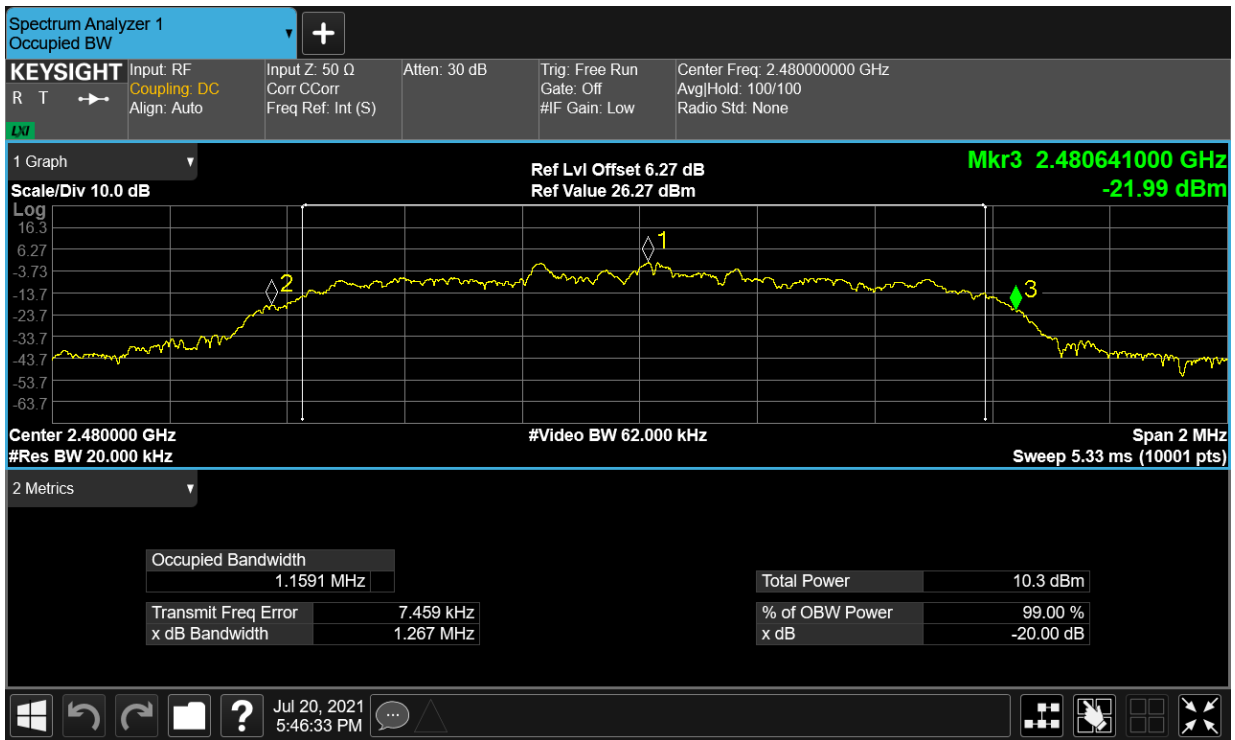 Spectrum Analyzer 1
Occupied BW
▼
+
KEYSIGHT
R T
LXI
Input: RF
Coupling: DC
Align: Auto
Input Z: 50 Ω
Corr CCorr
Freq Ref: Int (S)
Atten: 30 dB
Trig: Free Run
Gate: Off
#IF Gain: Low
Center Freq: 2.480000000 GHz
Avg|Hold: 100/100
Radio Std: None
1 Graph ▼
Scale/Div 10.0 dB
Ref Lvl Offset 6.27 dB
Ref Value 26.27 dBm
Mkr3 2.480641000 GHz
-21.99 dBm
Log
16.3
6.27
-3.73
-13.7
-23.7
-33.7
-43.7
-53.7
-63.7
1
2
3
Center 2.480000 GHz
#Video BW 62.000 kHz
Span 2 MHz
#Res BW 20.000 kHz
Sweep 5.33 ms (10001 pts)
2 Metrics ▼
Occupied Bandwidth
1.1591 MHz
Transmit Freq Error 7.459 kHz
x dB Bandwidth 1.267 MHz
Total Power 10.3 dBm
% of OBW Power 99.00 %
x dB -20.00 dB
?
Jul 20, 2021
5:46:33 PM